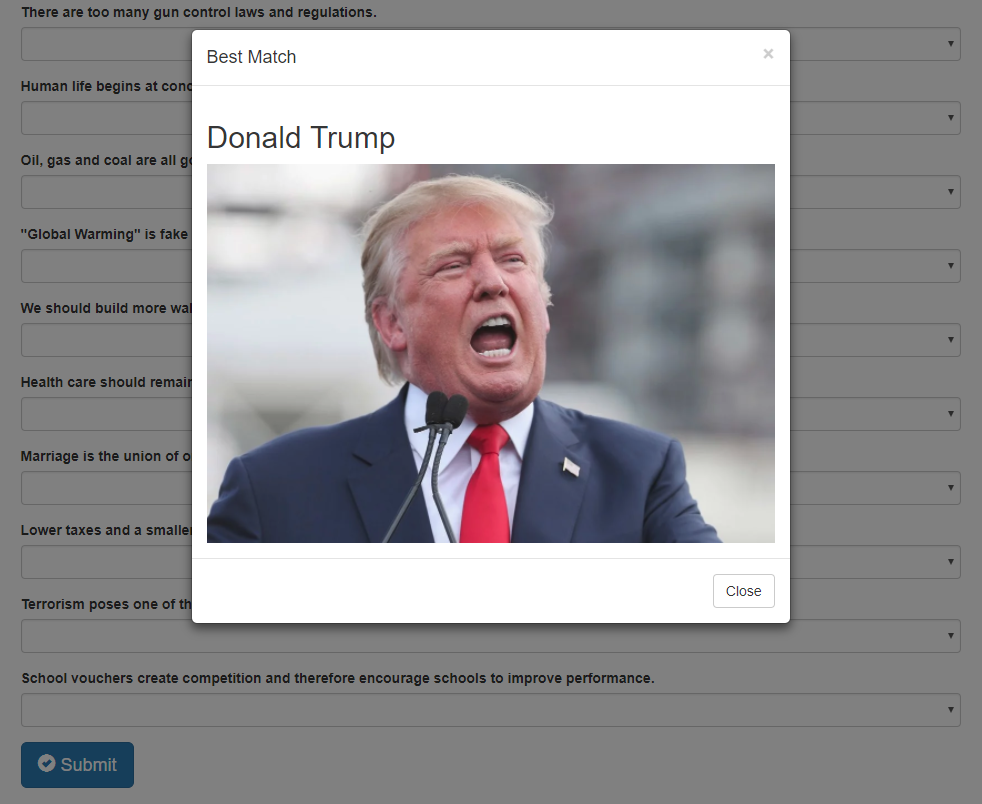 There are too many gun control laws and regulations.
Best Match
×
Human life begins at conc
Donald Trump
Oil, gas and coal are all go
"Global Warming" is fake
We should build more wal
Health care should remain
Marriage is the union of o
Lower taxes and a smaller
Close
Terrorism poses one of th
School vouchers create competition and therefore encourage schools to improve performance.
Submit